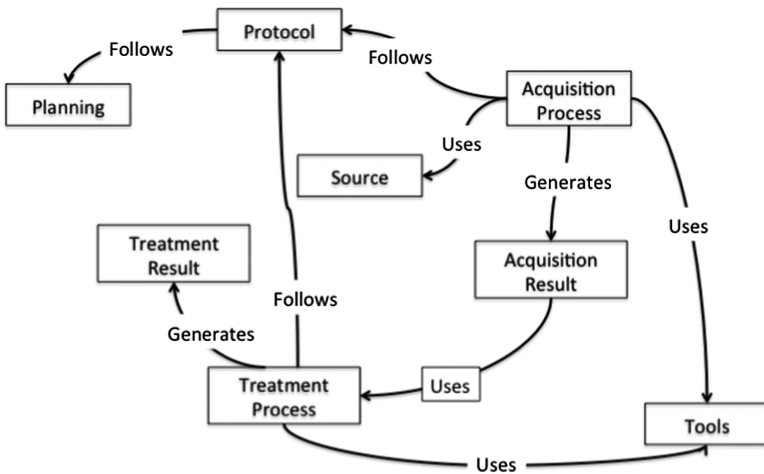 Protocol
Follows
Follows
Planning
Acquisition
Process
Uses
Source
Generates
Uses
Treatment
Result
Acquisition
Result
Follows
Generates
Treatment
Process
Uses
Tools
Uses